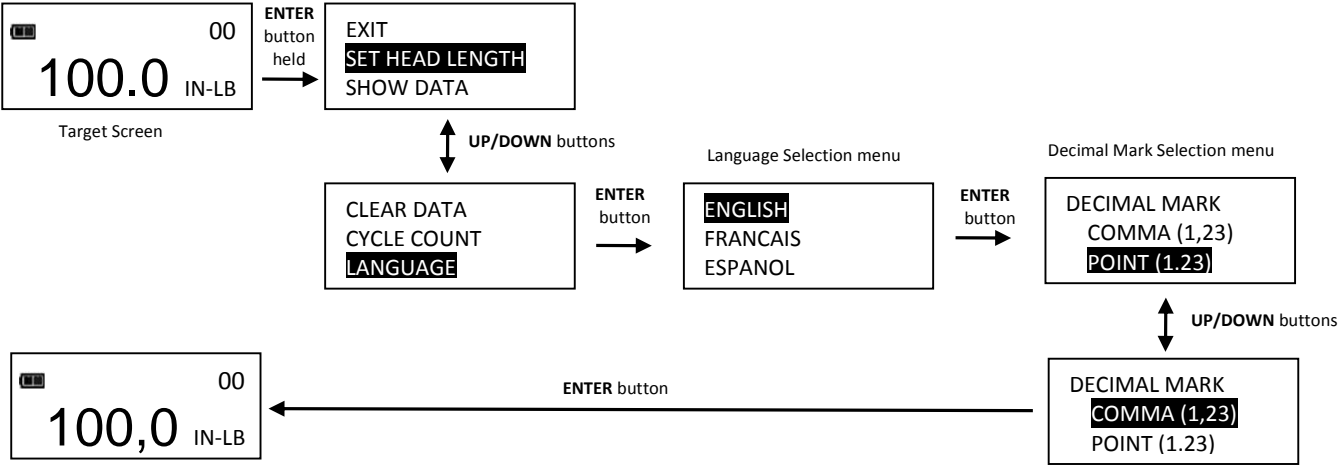 00
100.0 IN-LB
Target Screen
ENTER
button
held
EXIT
SET HEAD LENGTH
SHOW DATA
UP/DOWN buttons
CLEAR DATA
CYCLE COUNT
LANGUAGE
ENTER
button
Language Selection menu
ENGLISH
FRANCAIS
ESPANOL
ENTER
button
Decimal Mark Selection menu
DECIMAL MARK
COMMA (1,23)
POINT (1.23)
UP/DOWN buttons
DECIMAL MARK
COMMA (1,23)
POINT (1.23)
ENTER button
00
100,0 IN-LB